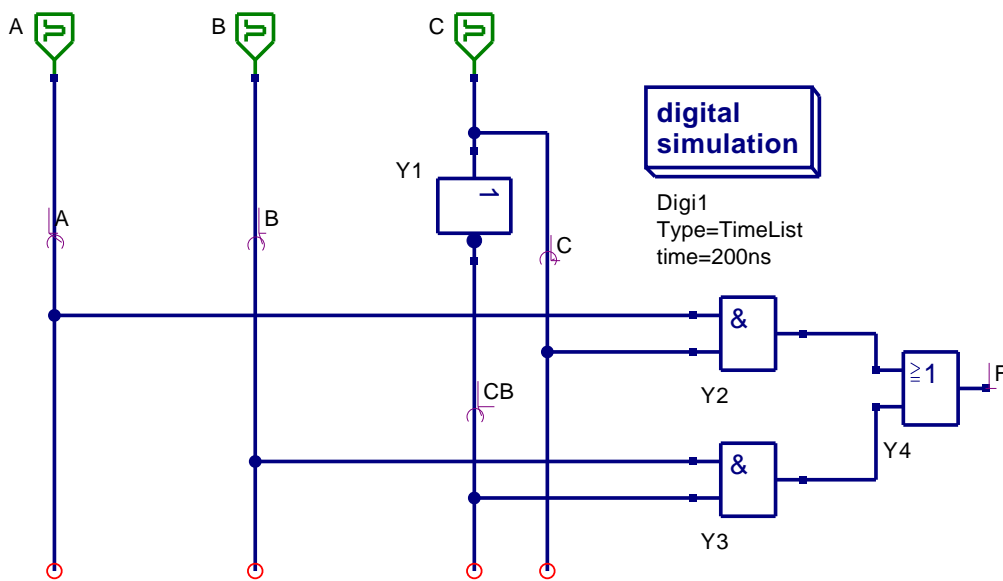 A
B
C
digital
simulation
Y1
Digi1
Type=TimeList
time=200ns
1
A
B
C
&
≥1
F
Y2
CB
Y4
&
Y3